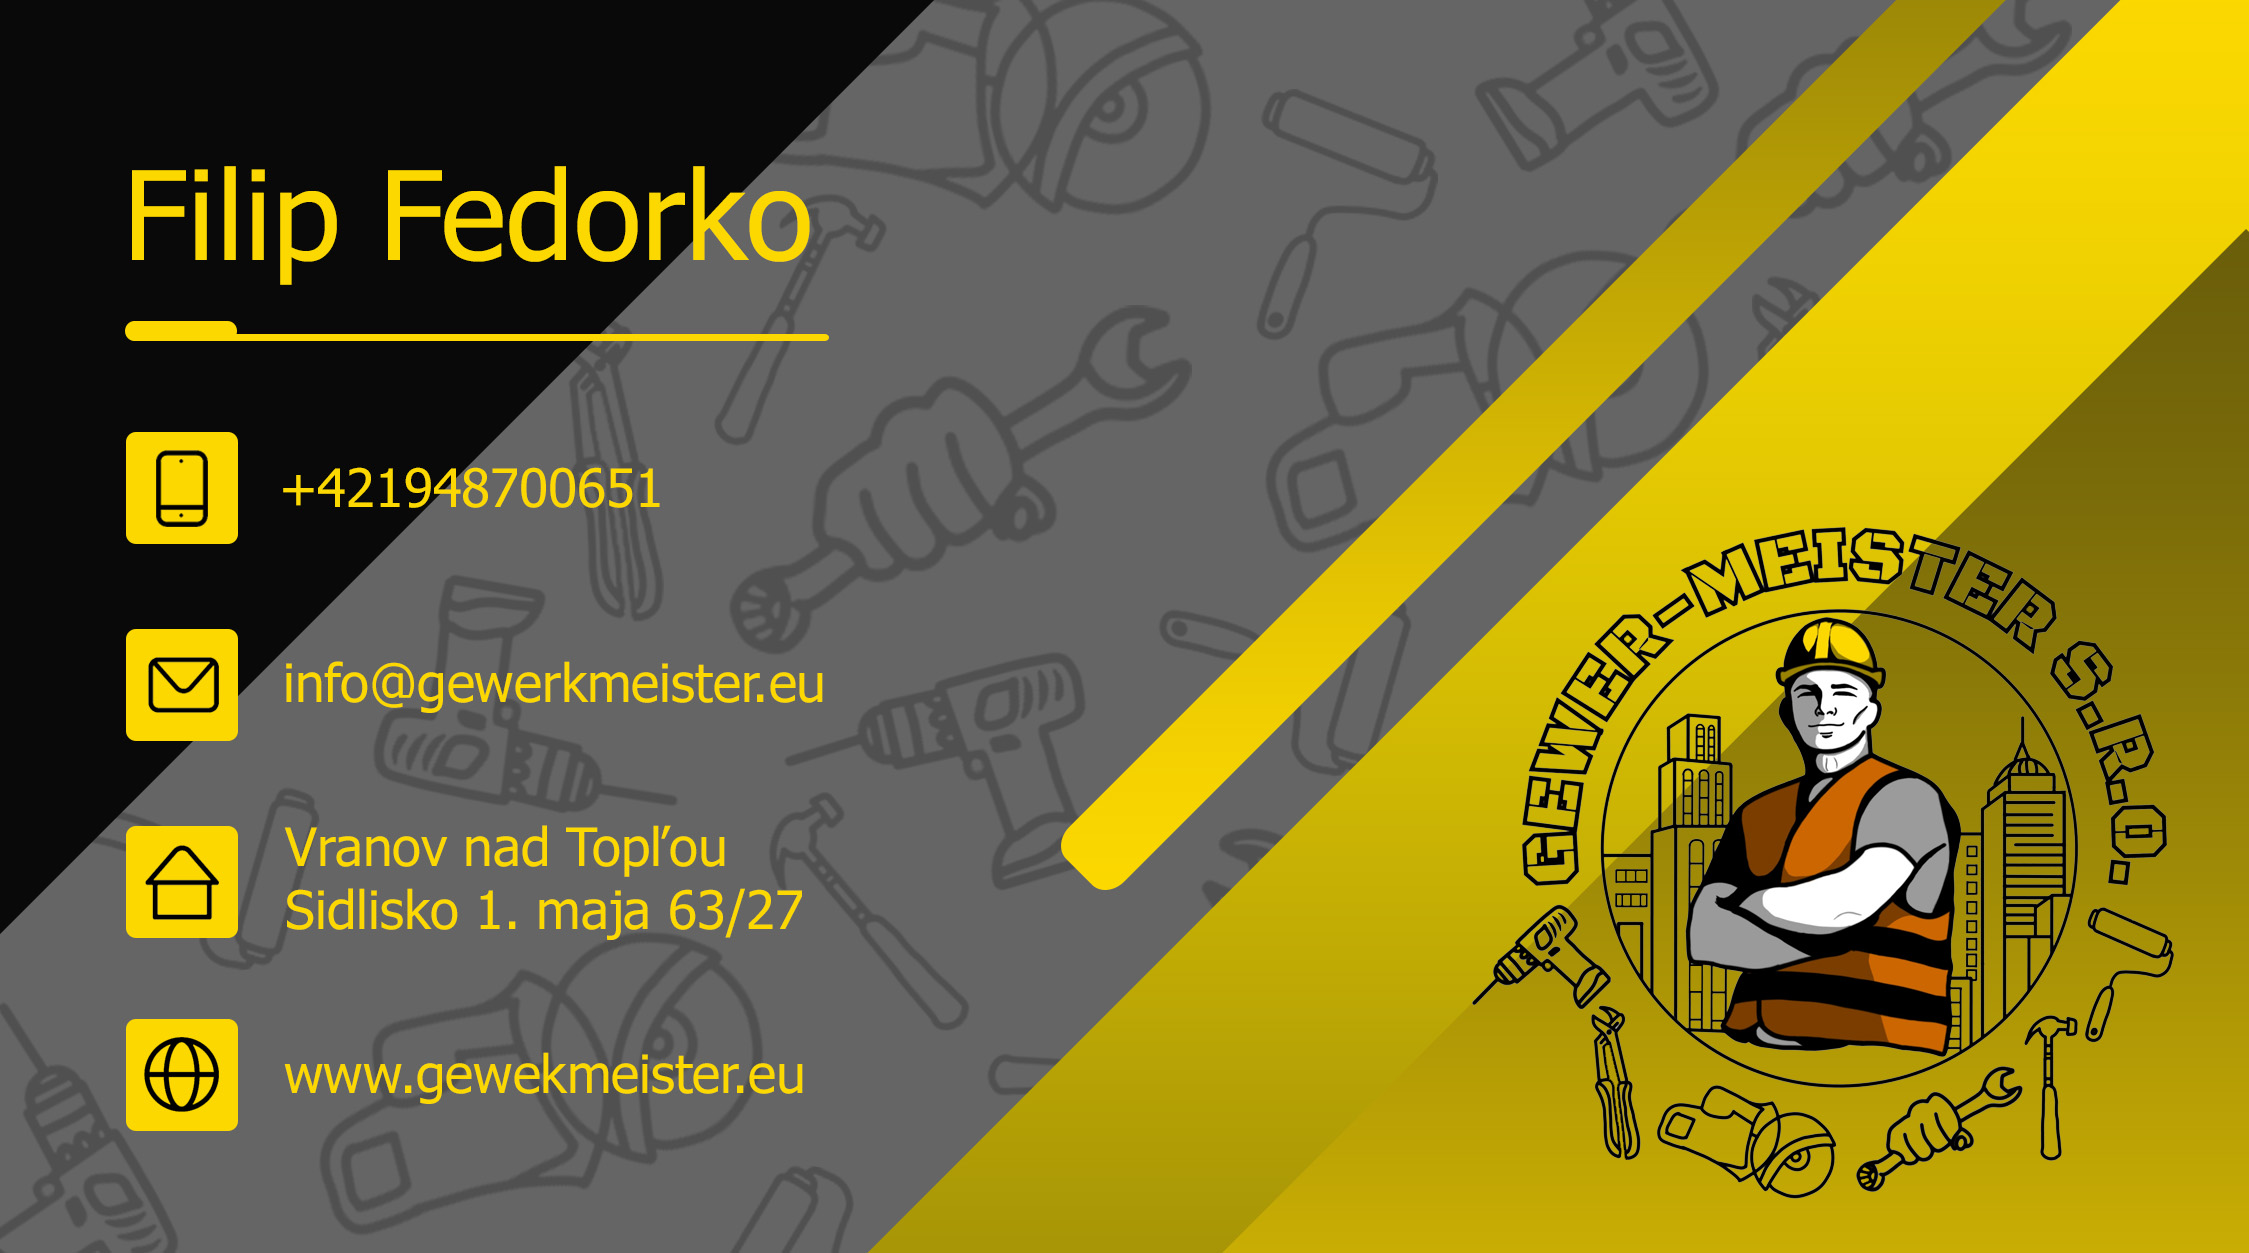 Filip Fedorko
+421948700651
info@gewerkmeister.eu
Vranov nad Topľou
Sidlisko 1. maja 63/27
www.gewekmeister.eu
GEWER-MEISTER S.R.O.